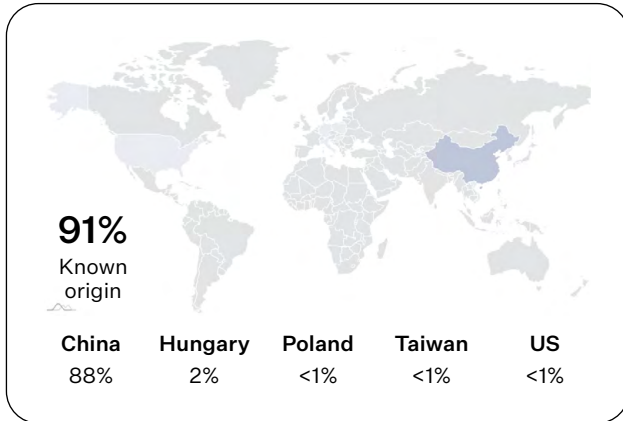 91%
Known
origin
China Hungary Poland Taiwan US
88% 2% <1% <1% <1%